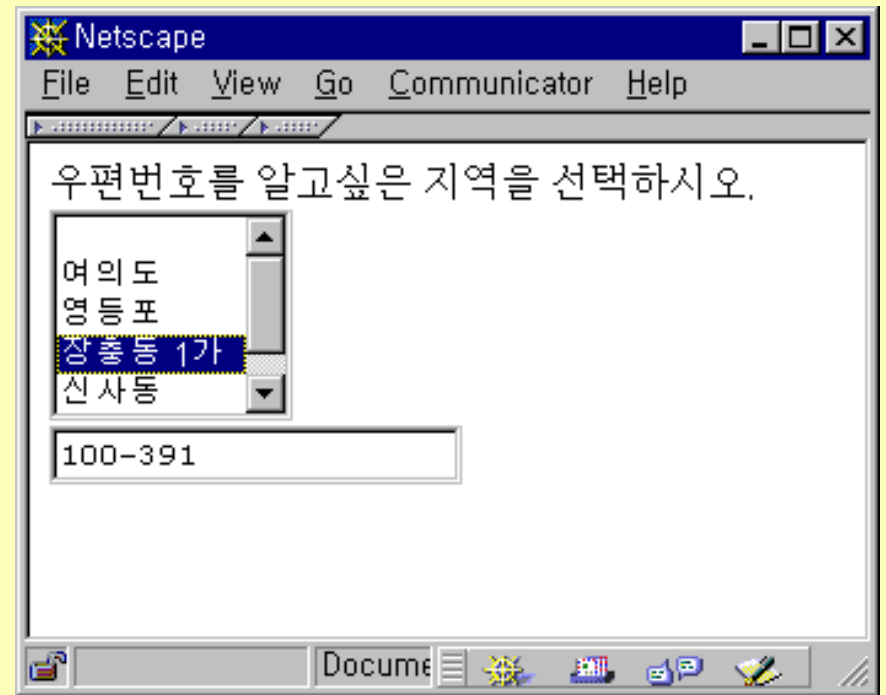 Netscape
File Edit View Go Communicator Help
우편번호를 알고싶은 지역을 선택하시오.
여의도
영등포
장충동 1가
신사동
100-391
Docume